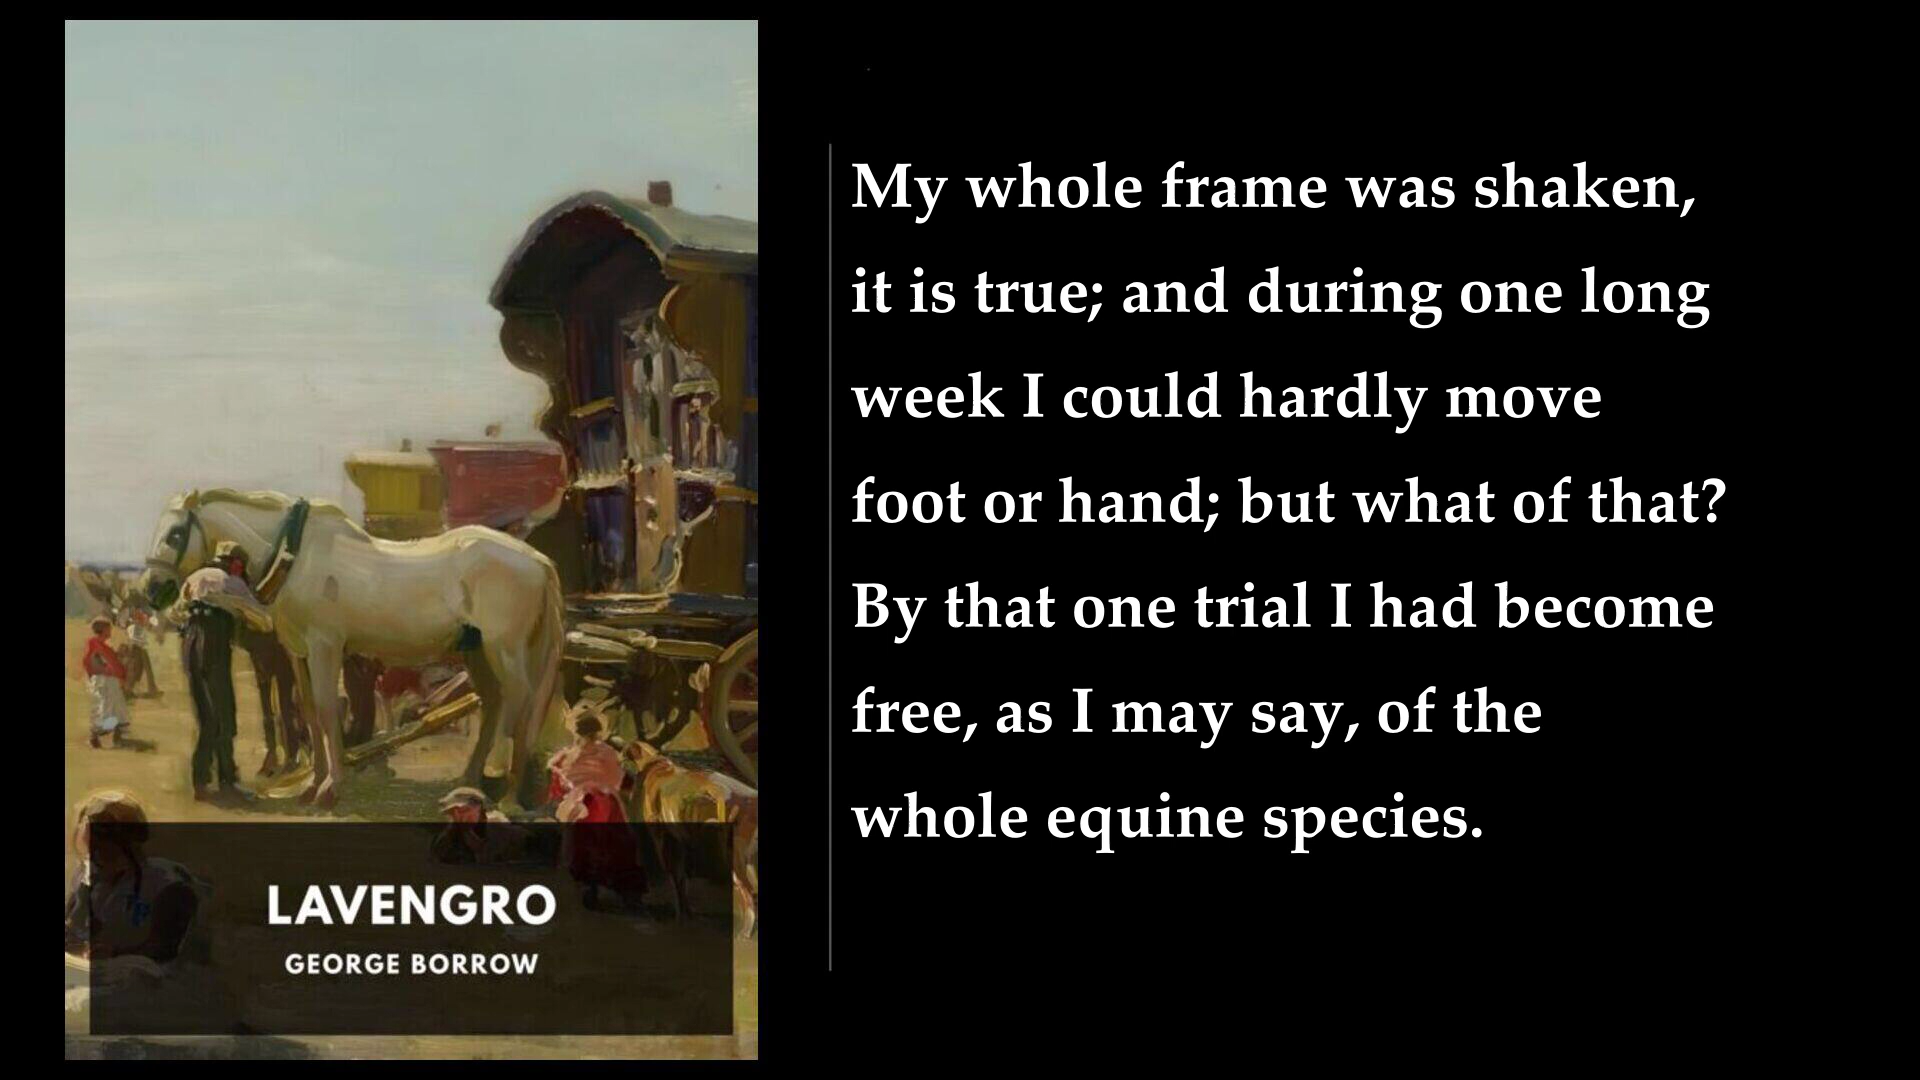 My whole frame was shaken,
it is true; and during one long
week I could hardly move
foot or hand; but what of that?
By that one trial I had become
free, as I may say, of the
whole equine species.
LAVENGRO
GEORGE BORROW